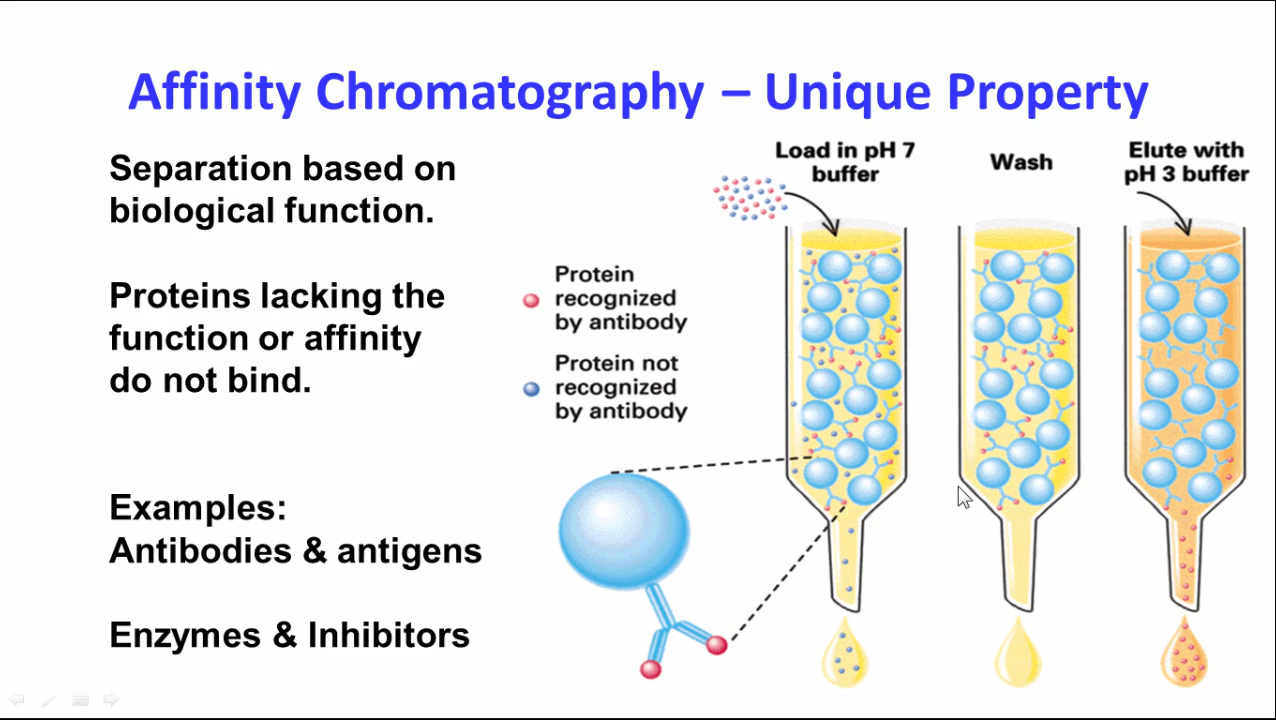 Affinity Chromatography – Unique Property
Separation based on
biological function.
Proteins lacking the
function or affinity
do not bind.
Examples:
Antibodies & antigens
Enzymes & Inhibitors
Protein
recognized
by antibody
Protein not
recognized
by antibody
Load in pH 7
buffer
Wash
Elute with
pH 3 buffer